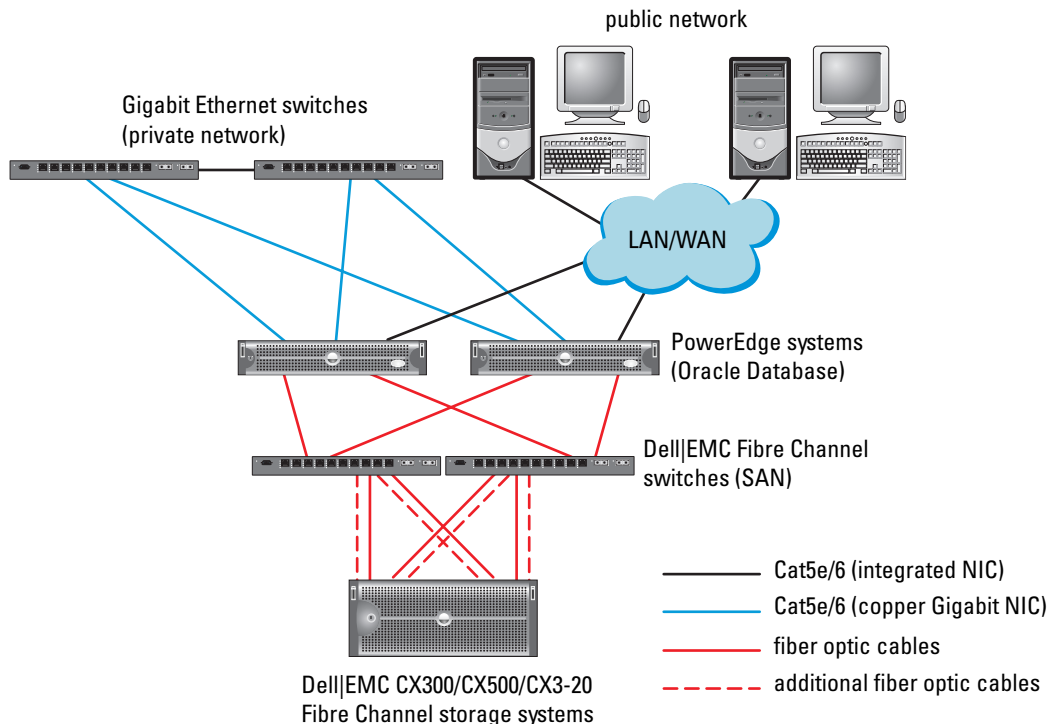 public network
Gigabit Ethernet switches
(private network)
LAN/WAN
PowerEdge systems
(Oracle Database)
Dell|EMC Fibre Channel
switches (SAN)
Cat5e/6 (integrated NIC)
Cat5e/6 (copper Gigabit NIC)
fiber optic cables
additional fiber optic cables
Dell|EMC CX300/CX500/CX3-20
Fibre Channel storage systems